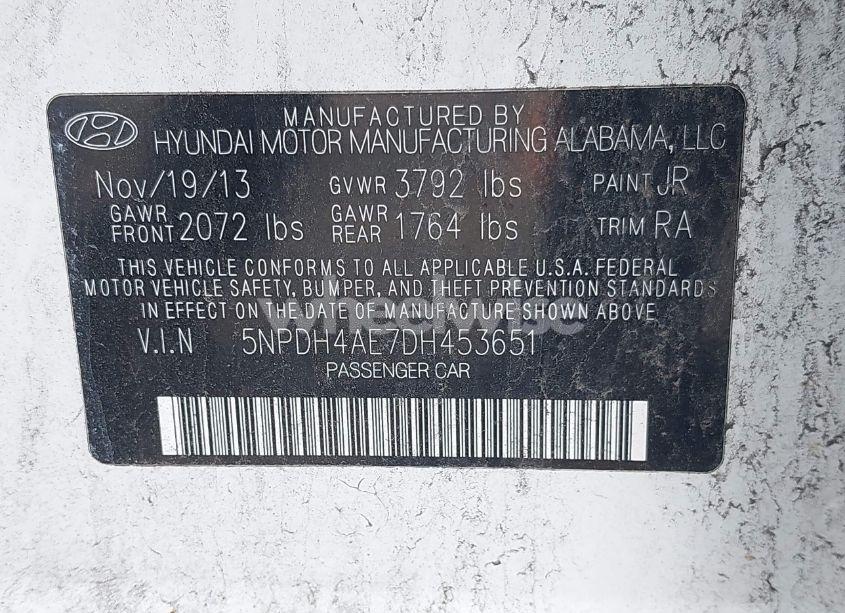 MANUFACTURED BY
HYUNDAI MOTOR MANUFACTURING ALABAMA, LLC
Nov/19/13 GVWR 3792 lbs PAINT JR
GAWR FRONT 2072 lbs GAWR REAR 1764 lbs TRIM RA
THIS VEHICLE CONFORMS TO ALL APPLICABLE U.S.A. FEDERAL
MOTOR VEHICLE SAFETY, BUMPER, AND THEFT PREVENTION STANDARDS
IN EFFECT ON THE DATE OF MANUFACTURE SHOWN ABOVE.
wheelwise
V.I.N 5NPDH4AE7DH453651
PASSENGER CAR